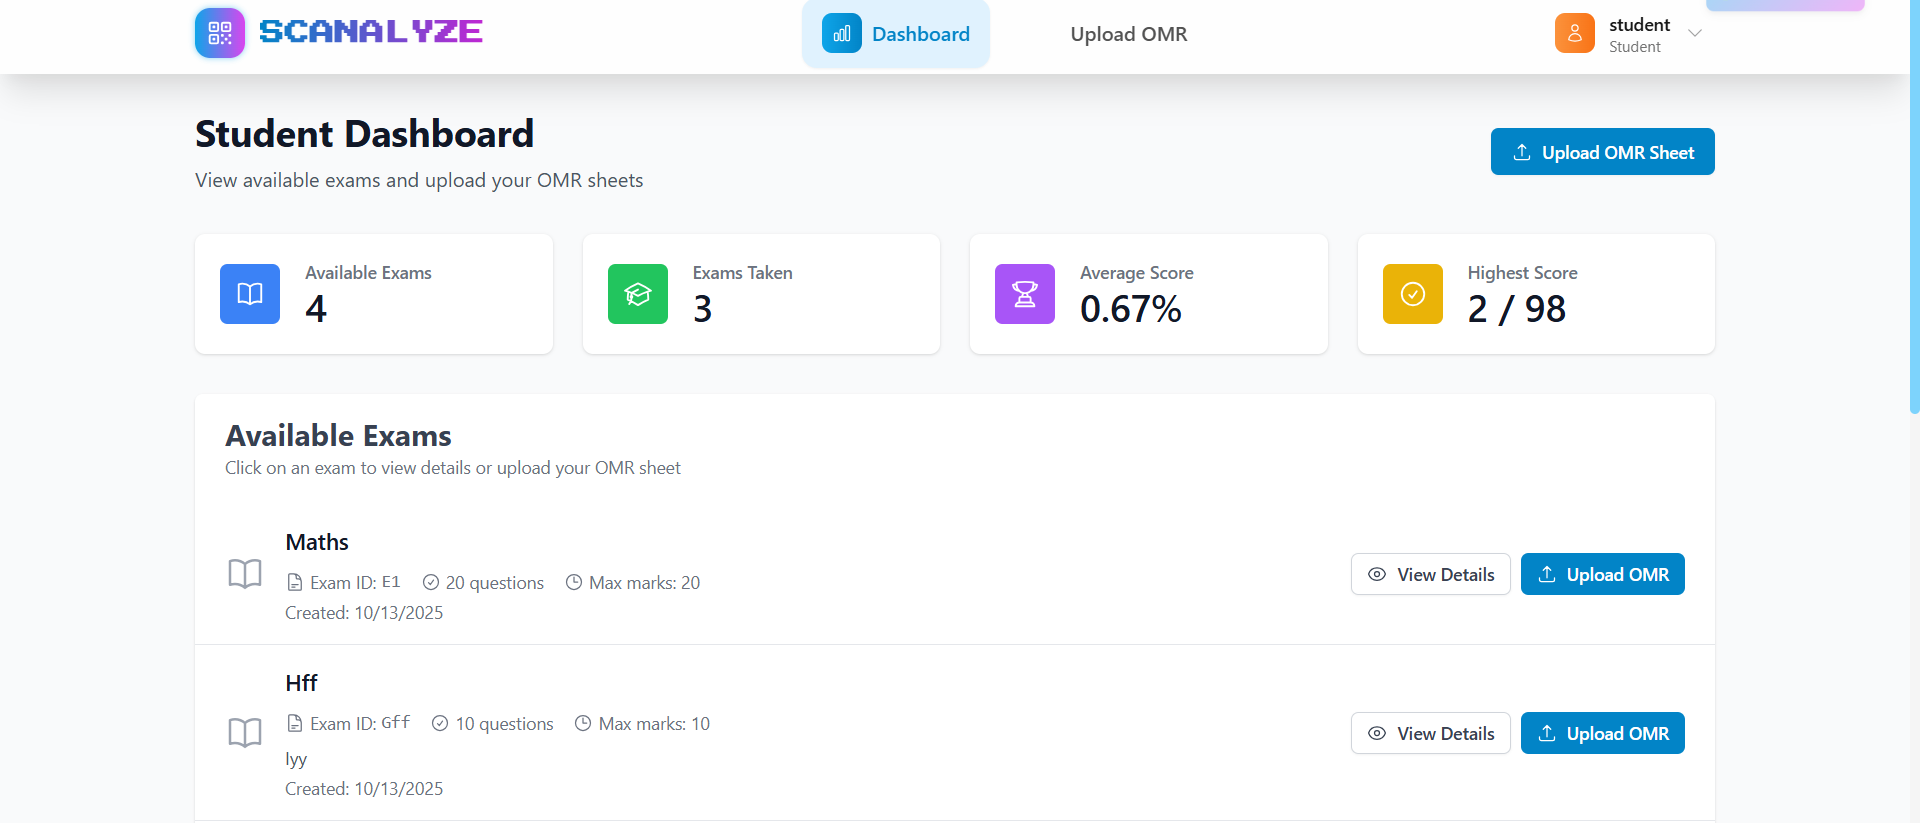 SCANALYZE
Dashboard
Upload OMR
student
Student
Student Dashboard
View available exams and upload your OMR sheets
Upload OMR Sheet
Available Exams
4
Exams Taken
3
Average Score
0.67%
Highest Score
2 / 98
Available Exams
Click on an exam to view details or upload your OMR sheet
Maths
Exam ID: E1 20 questions Max marks: 20
Created: 10/13/2025
View Details
Upload OMR
Hff
Exam ID: Gff 10 questions Max marks: 10
lyy
Created: 10/13/2025
View Details
Upload OMR